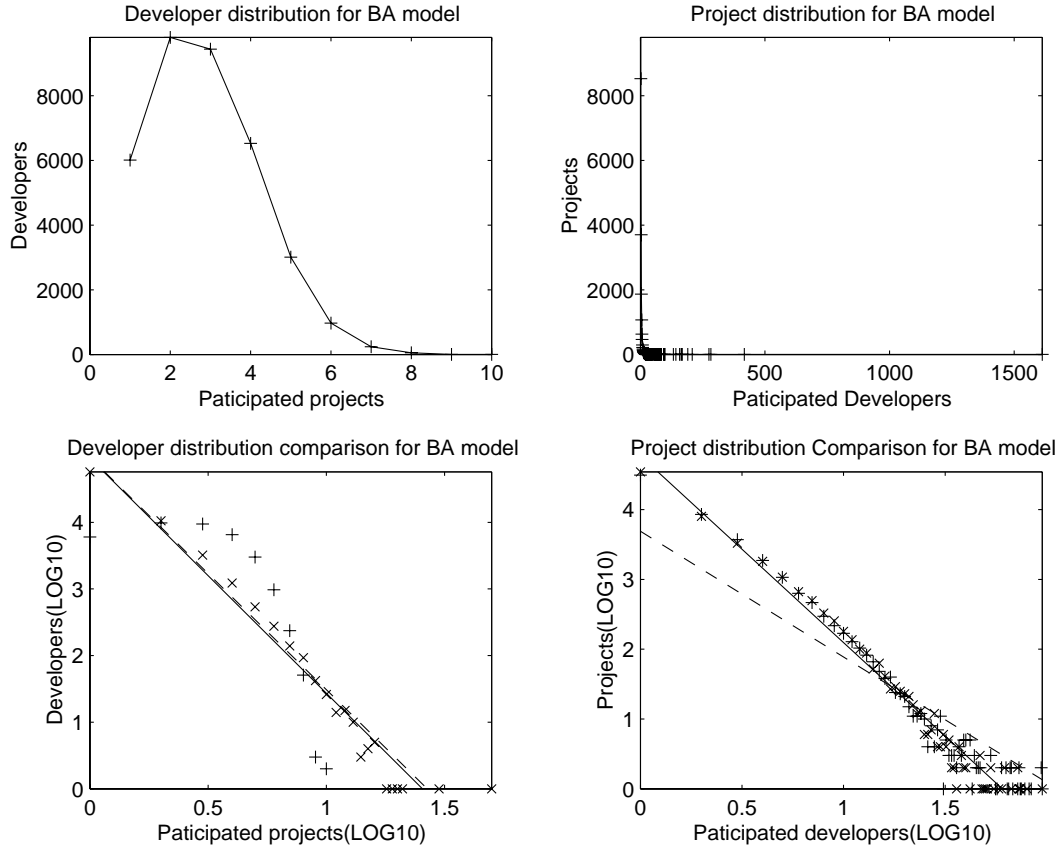 Developer distribution for BA model
8000
6000
4000
2000
0
Developers
0 2 4 6 8 10
Paticipated projects
Project distribution for BA model
8000
6000
4000
2000
0
Projects
0 500 1000 1500
Paticipated Developers
Developer distribution comparison for BA model
4
3
2
1
0
Developers(LOG10)
0 0.5 1 1.5
Paticipated projects(LOG10)
Project distribution Comparison for BA model
4
3
2
1
0
Projects(LOG10)
0 0.5 1 1.5
Paticipated developers(LOG10)